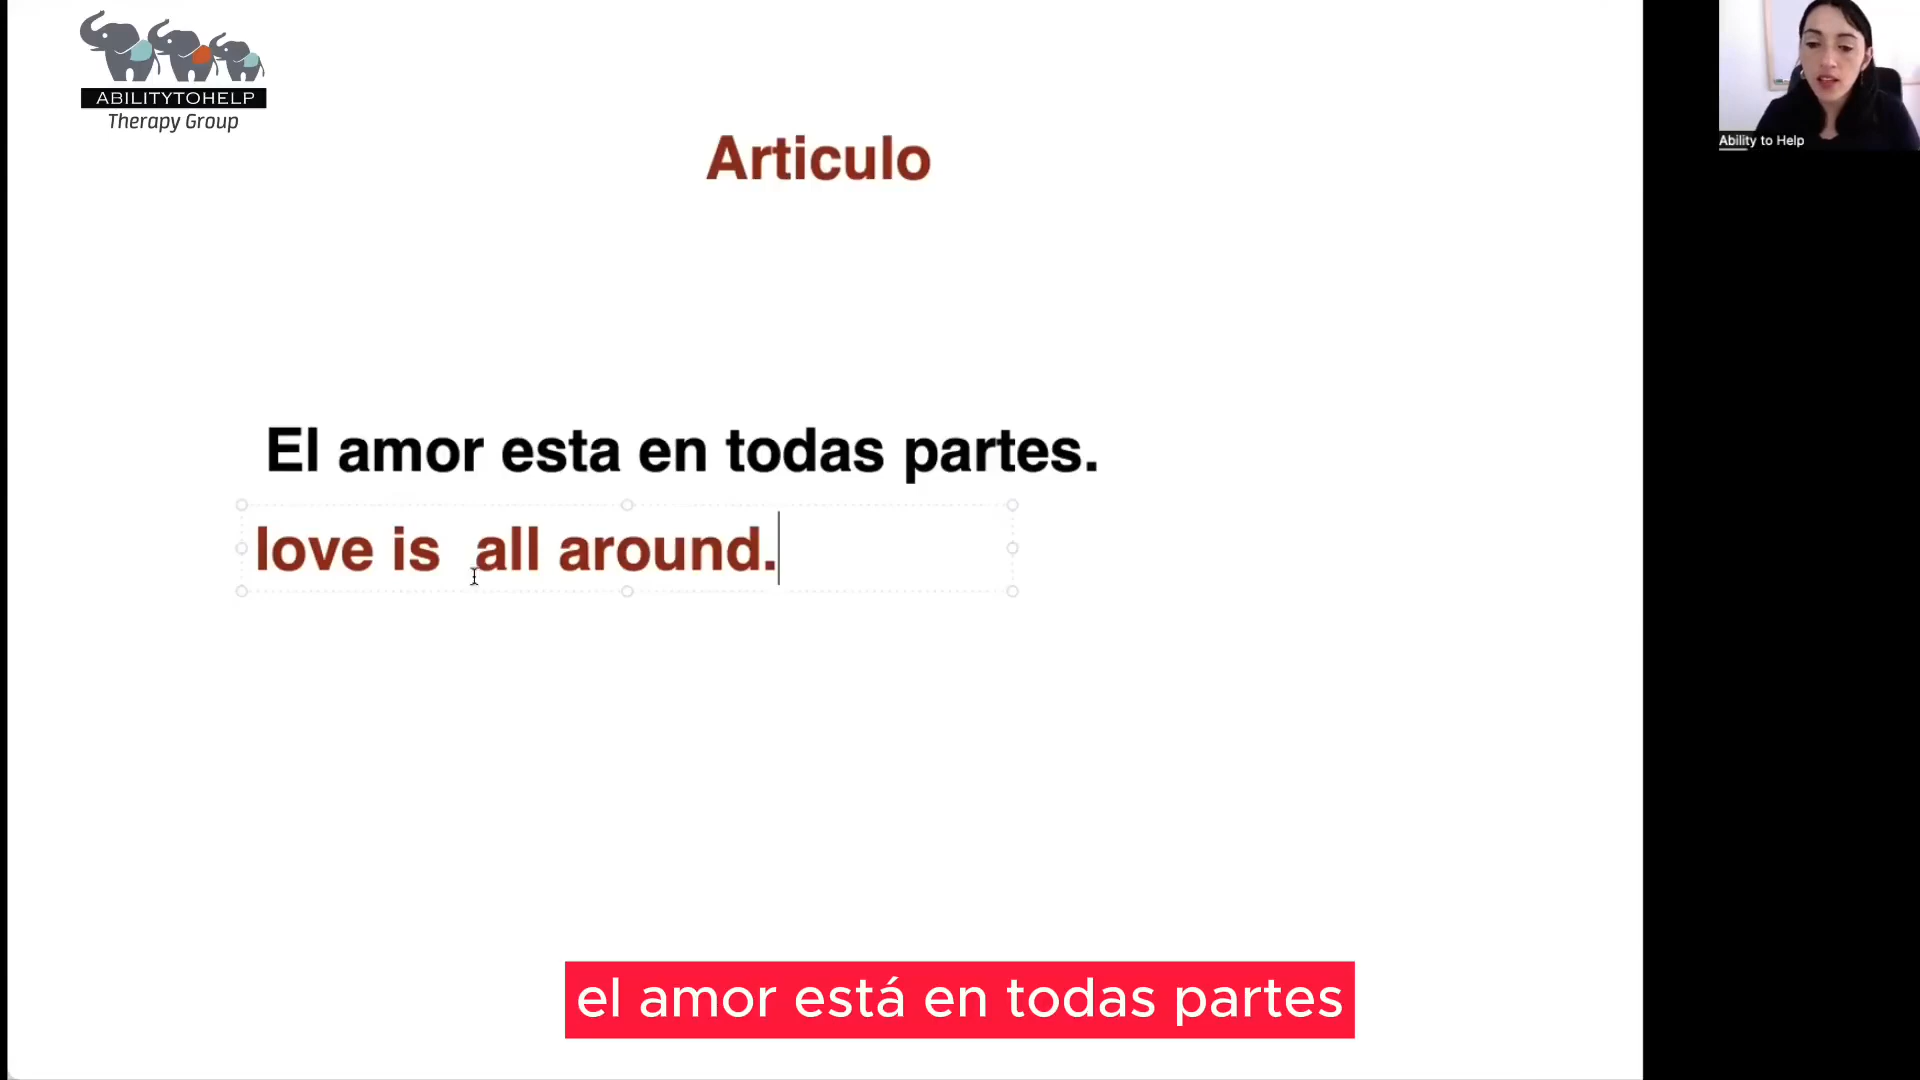 ABILITYTOHELP
Therapy Group
Ability to Help
Articulo
El amor esta en todas partes.
love is  all around.
el amor está en todas partes